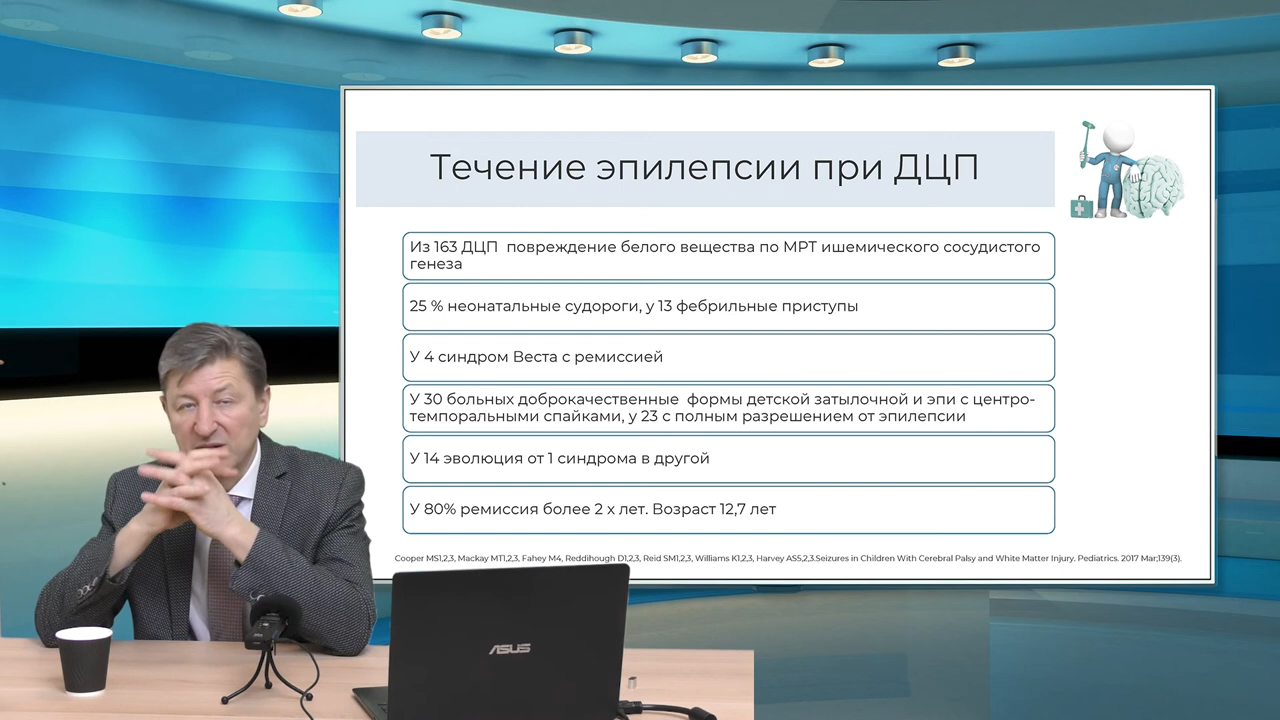 Течение эпилепсии при ДЦП
Из 163 ДЦП повреждение белого вещества по МРТ ишемического сосудистого
генеза
25 % неонатальные судороги, у 13 фебрильные приступы
У 4 синдром Веста с ремиссией
У 30 больных доброкачественные формы детской затылочной и эпи с центро-
темпоральными спайками, у 23 с полным разрешением от эпилепсии
У 14 эволюция от 1 синдрома в другой
У 80% ремиссия более 2 х лет. Возраст 12,7 лет
Cooper MS1,2,3, Mackay MT1,2,3, Fahey M4, Reddihough D1,2,3, Reid SM1,2,3, Williams K1,2,3, Harvey AS5,2,3.Seizures in Children With Cerebral Palsy and White Matter Injury. Pediatrics. 2017 Mar;139(3).
ASUS